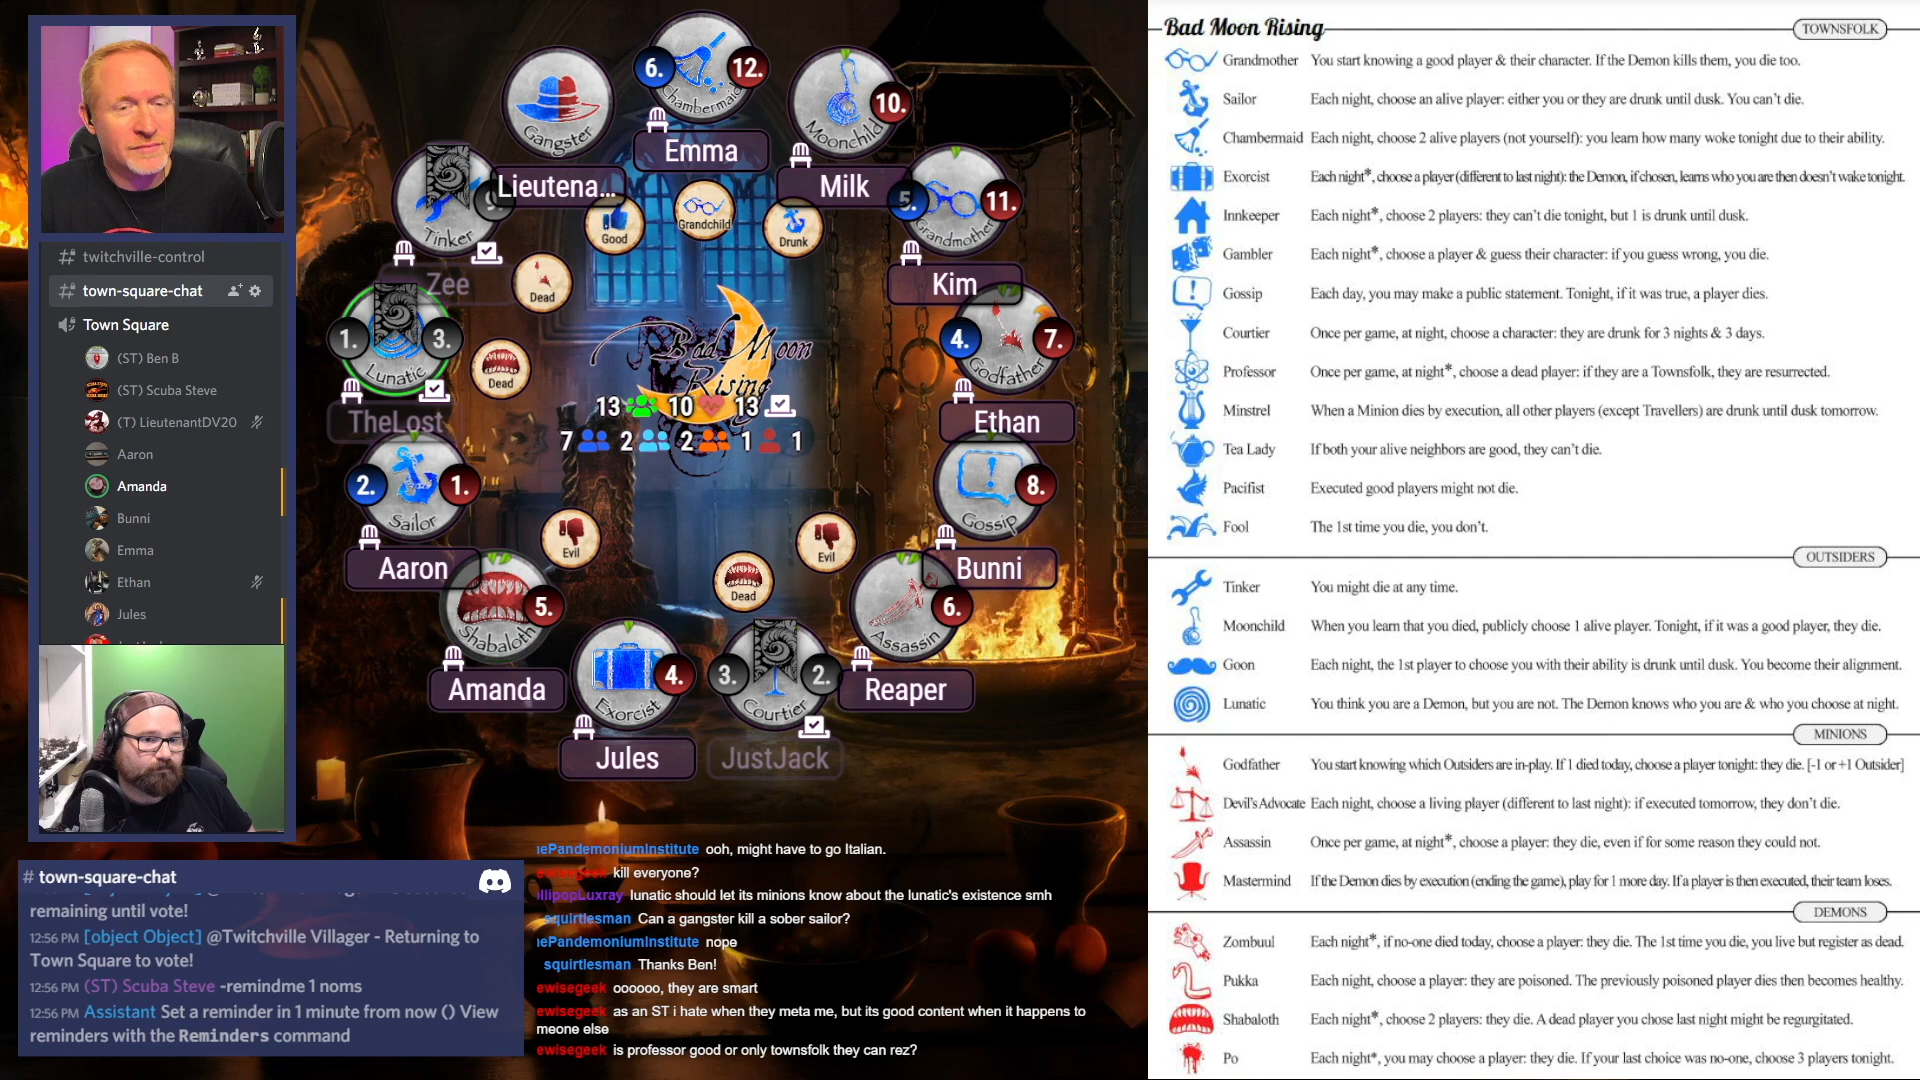 # twitchville-control
# town-square-chat
Town Square
(ST) Ben B
(ST) Scuba Steve
(T) LieutenantDV20
Aaron
Amanda
Bunni
Emma
Ethan
Jules
# town-square-chat
remaining until vote!
12:56 PM [object Object] @Twitchville Villager - Returning to
Town Square to vote!
12:56 PM (ST) Scuba Steve -remindme 1 noms
12:56 PM Assistant Set a reminder in 1 minute from now () View
reminders with the Reminders command
Gangster
Lieutena...
6.
Chambermaid
12.
Emma
Moonchild
10.
Milk
5.
Grandmother
11.
Kim
4.
Godfather
7.
Ethan
Gossip
8.
Bunni
Assassin
6.
Reaper
3.
Courtier
2.
JustJack
Exorcist
4.
Jules
Shabaloth
5.
Amanda
2.
Sailor
1.
Aaron
1.
Lunatic
3.
TheLost
Tinker
9.
Zee
Good
Grandchild
Drunk
Dead
Dead
Evil
Dead
Evil
Bad Moon
Rising
13 10 13
7 2 2 1 1
ePandemoniumInstitute ooh, might have to go Italian.
ewisegeek kill everyone?
llipopLuxray lunatic should let its minions know about the lunatic's existence smh
squirtlesman Can a gangster kill a sober sailor?
ePandemoniumInstitute nope
squirtlesman Thanks Ben!
ewisegeek oooooo, they are smart
ewisegeek as an ST i hate when they meta me, but its good content when it happens to
meone else
ewisegeek is professor good or only townsfolk they can rez?
Bad Moon Rising
TOWNSFOLK
Grandmother You start knowing a good player & their character. If the Demon kills them, you die too.
Sailor Each night, choose an alive player: either you or they are drunk until dusk. You can't die.
Chambermaid Each night, choose 2 alive players (not yourself): you learn how many woke tonight due to their ability.
Exorcist Each night*, choose a player (different to last night): the Demon, if chosen, learns who you are then doesn't wake tonight.
Innkeeper Each night*, choose 2 players: they can't die tonight, but 1 is drunk until dusk.
Gambler Each night*, choose a player & guess their character: if you guess wrong, you die.
Gossip Each day, you may make a public statement. Tonight, if it was true, a player dies.
Courtier Once per game, at night, choose a character: they are drunk for 3 nights & 3 days.
Professor Once per game, at night*, choose a dead player: if they are a Townsfolk, they are resurrected.
Minstrel When a Minion dies by execution, all other players (except Travellers) are drunk until dusk tomorrow.
Tea Lady If both your alive neighbors are good, they can't die.
Pacifist Executed good players might not die.
Fool The 1st time you die, you don't.
OUTSIDERS
Tinker You might die at any time.
Moonchild When you learn that you died, publicly choose 1 alive player. Tonight, if it was a good player, they die.
Goon Each night, the 1st player to choose you with their ability is drunk until dusk. You become their alignment.
Lunatic You think you are a Demon, but you are not. The Demon knows who you are & who you choose at night.
MINIONS
Godfather You start knowing which Outsiders are in-play. If 1 died today, choose a player tonight: they die. [-1 or +1 Outsider]
Devil's Advocate Each night, choose a living player (different to last night): if executed tomorrow, they don't die.
Assassin Once per game, at night*, choose a player: they die, even if for some reason they could not.
Mastermind If the Demon dies by execution (ending the game), play for 1 more day. If a player is then executed, their team loses.
DEMONS
Zombuul Each night*, if no-one died today, choose a player: they die. The 1st time you die, you live but register as dead.
Pukka Each night, choose a player: they are poisoned. The previously poisoned player dies then becomes healthy.
Shabaloth Each night*, choose 2 players: they die. A dead player you chose last night might be regurgitated.
Po Each night*, you may choose a player: they die. If your last choice was no-one, choose 3 players tonight.